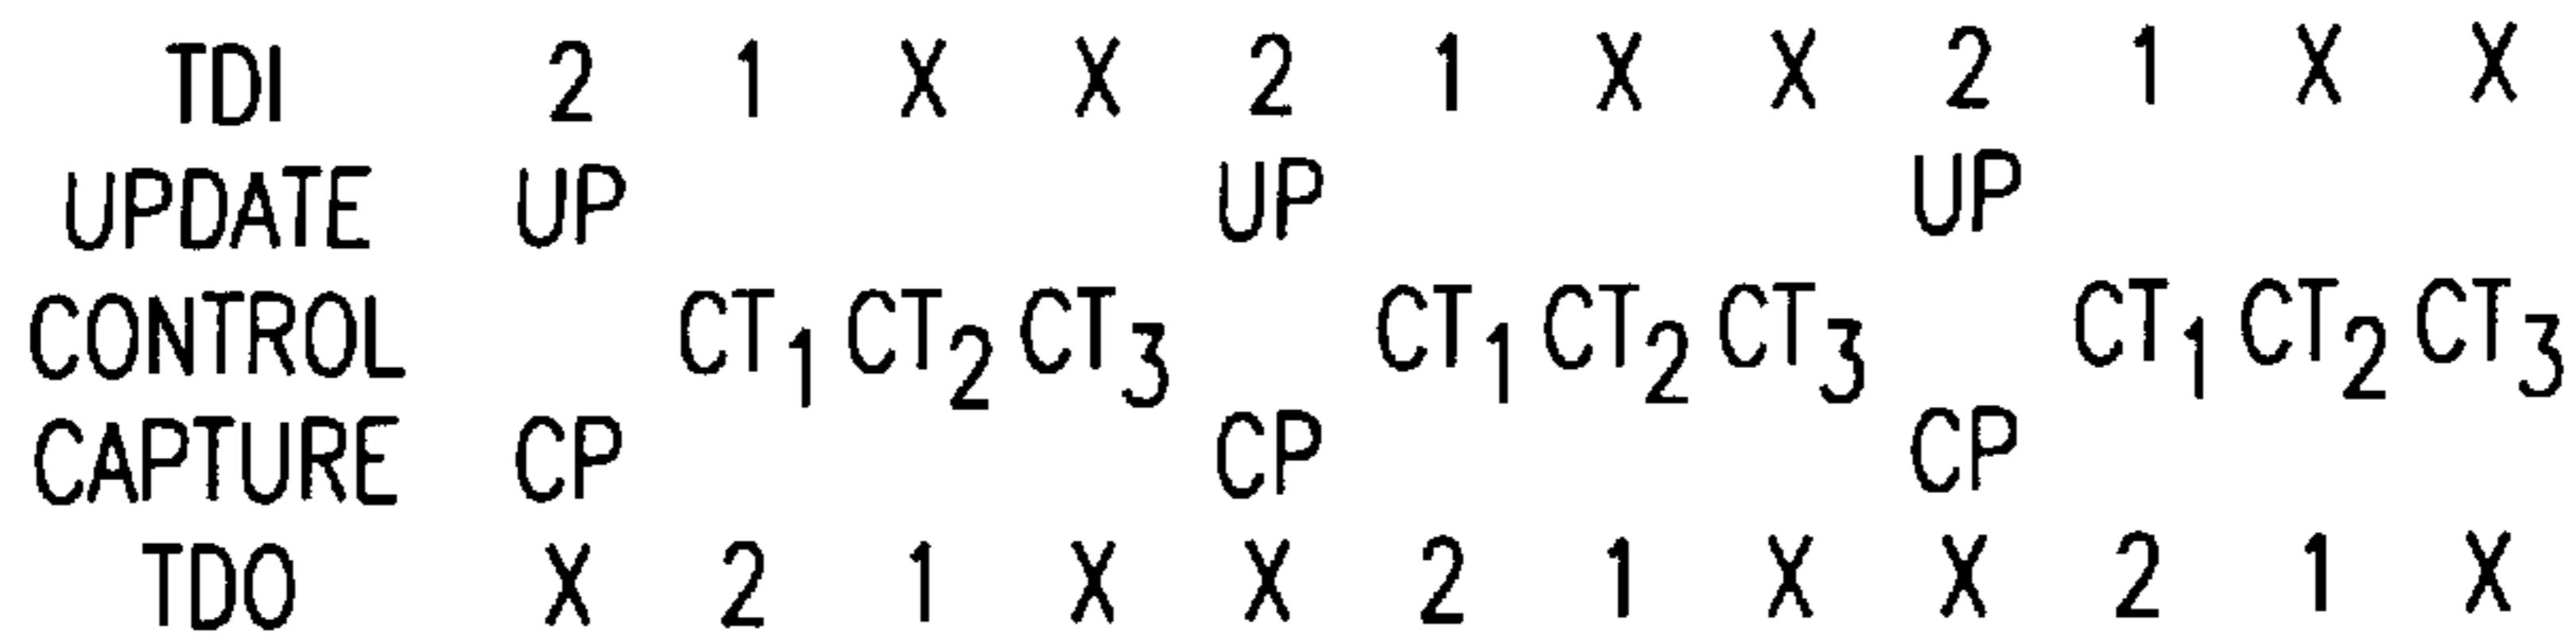 TDI 2 1 X X 2 1 X X 2 1 X X
UPDATE UP UP UP
CONTROL CT1 CT2 CT3 CT1 CT2 CT3 CT1 CT2 CT3
CAPTURE CP CP CP
TDO X 2 1 X X 2 1 X X 2 1 X